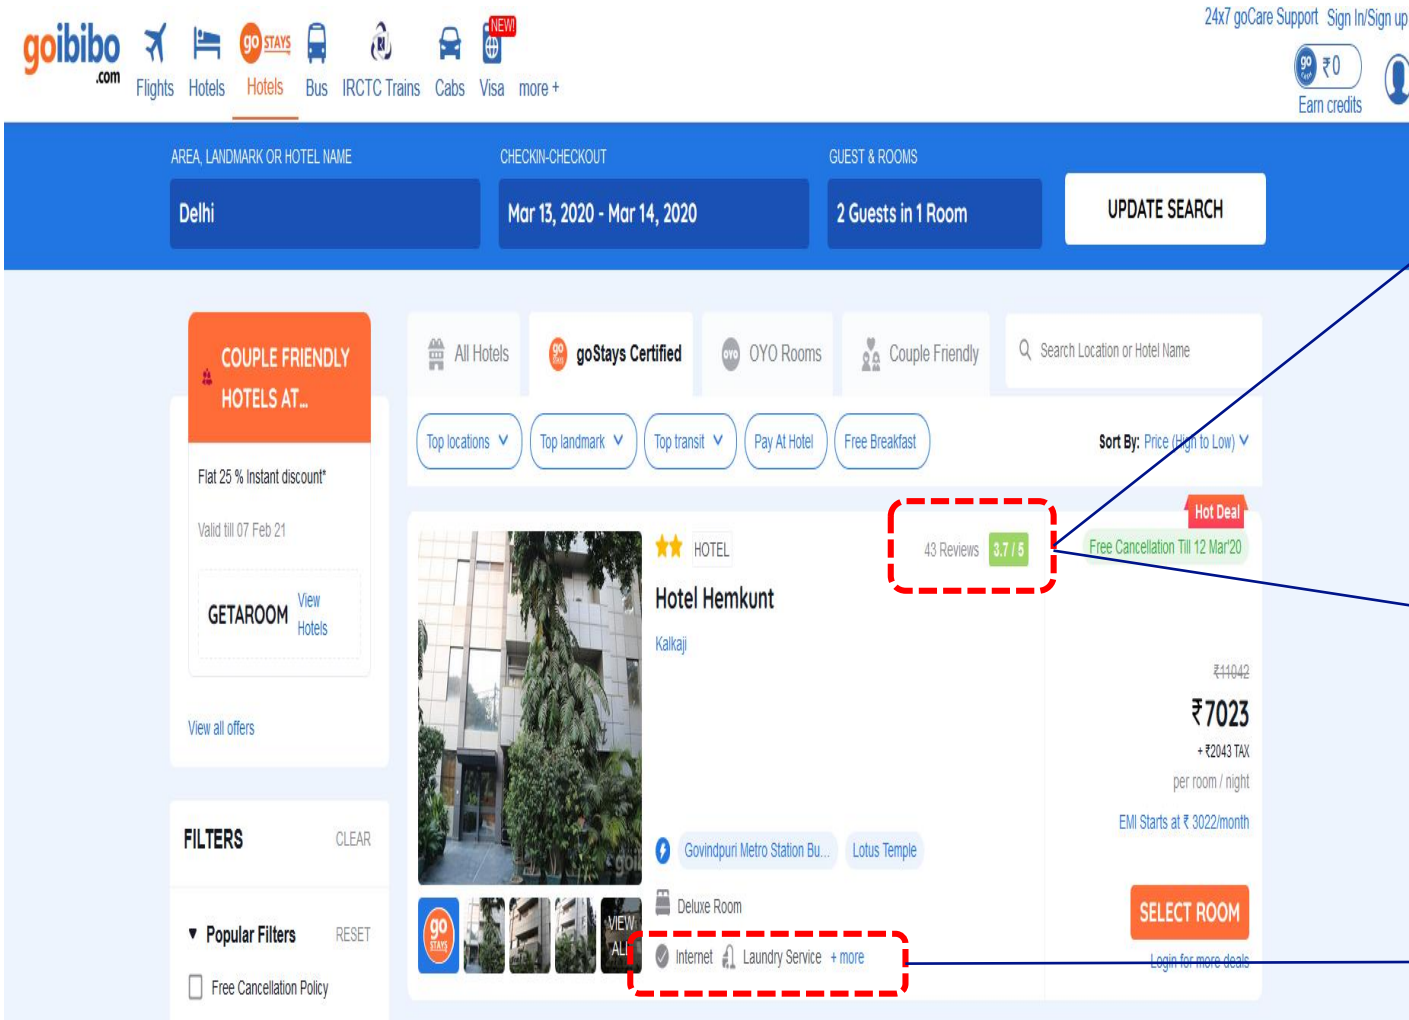 24x7 goCare Support Sign In/Sign up
goibibo
.com
go STAYS
NEW!
Flights Hotels Hotels Bus IRCTC Trains Cabs Visa more +
go CASH ₹0
Earn credits
AREA, LANDMARK OR HOTEL NAME CHECKIN-CHECKOUT GUEST & ROOMS
Delhi Mar 13, 2020 - Mar 14, 2020 2 Guests in 1 Room UPDATE SEARCH
COUPLE FRIENDLY
HOTELS AT...
Flat 25 % Instant discount*
Valid till 07 Feb 21
GETAROOM View
Hotels
View all offers
FILTERS CLEAR
Popular Filters RESET
Free Cancellation Policy
All Hotels go STAYS goStays Certified OYO OYO Rooms Couple Friendly Search Location or Hotel Name
Top locations Top landmark Top transit Pay At Hotel Free Breakfast Sort By: Price (High to Low)
Hot Deal
HOTEL 43 Reviews 3.7 / 5 Free Cancellation Till 12 Mar'20
Hotel Hemkunt
Kalkaji
₹11042
₹7023
+ ₹2043 TAX
per room / night
EMI Starts at ₹ 3022/month
goib
Govindpuri Metro Station Bu... Lotus Temple
Deluxe Room
SELECT ROOM
go
STAYS
VIEW
ALL
Internet Laundry Service + more
Login for more deals